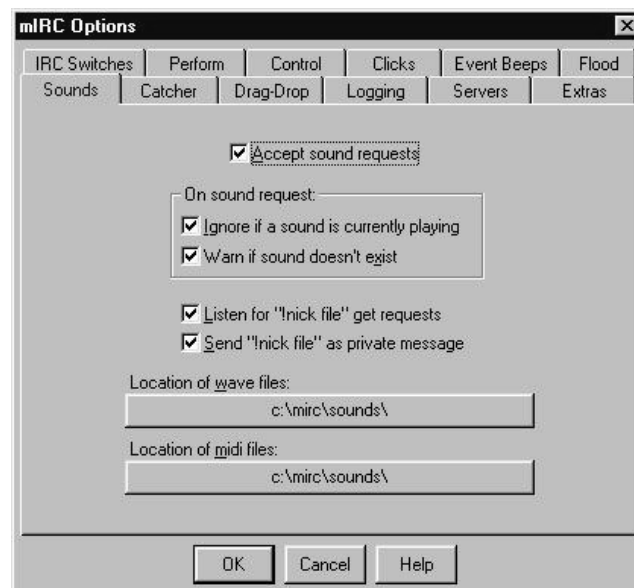 mIRC Options
IRC Switches Perform Control Clicks Event Beeps Flood
Sounds Catcher Drag-Drop Logging Servers Extras
Accept sound requests
On sound request:
Ignore if a sound is currently playing
Warn if sound doesn't exist
Listen for "!nick file" get requests
Send "!nick file" as private message
Location of wave files:
c:\mirc\sounds\
Location of midi files:
c:\mirc\sounds\
OK Cancel Help